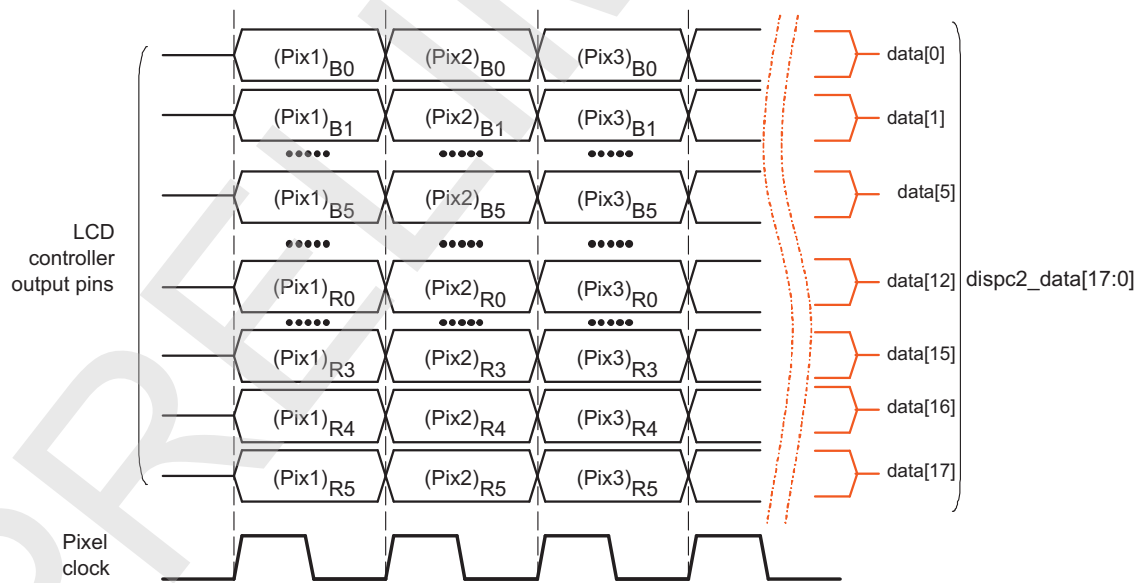 (Pix1)B0 (Pix2)B0 (Pix3)B0 data[0]
(Pix1)B1 (Pix2)B1 (Pix3)B1 data[1]
(Pix1)B5 (Pix2)B5 (Pix3)B5 data[5]
LCD
controller
output pins
(Pix1)R0 (Pix2)R0 (Pix3)R0 data[12] dispc2_data[17:0]
(Pix1)R3 (Pix2)R3 (Pix3)R3 data[15]
(Pix1)R4 (Pix2)R4 (Pix3)R4 data[16]
(Pix1)R5 (Pix2)R5 (Pix3)R5 data[17]
Pixel
clock
PRELI